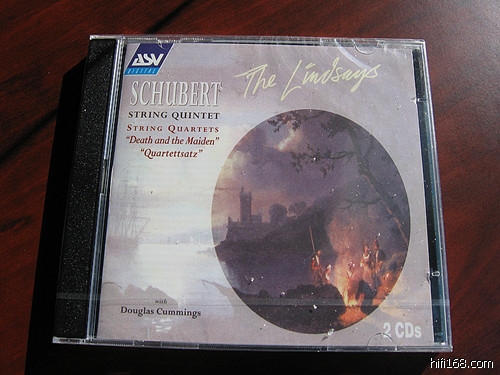 ASV
DIGITAL
The Lindsays
SCHUBERT
STRING QUINTET
STRING QUARTETS
"Death and the Maiden"
"Quartettsatz"
with
Douglas Cummings
2 CDs
hifi168.com